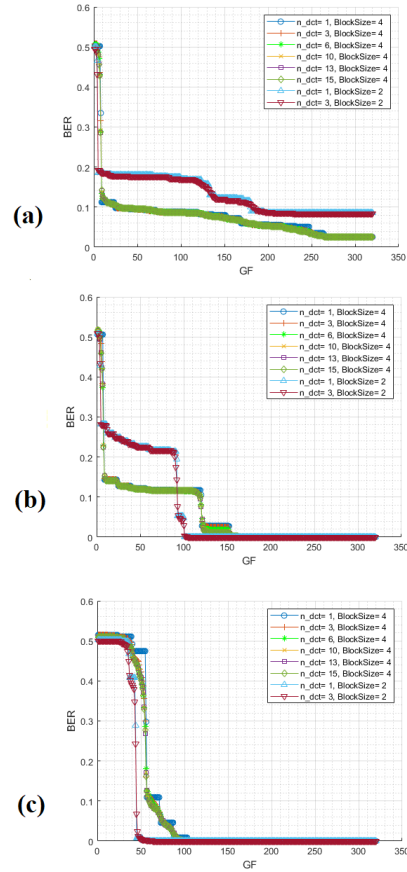 0.6
0.5
0.4
0.3
0.2
0.1
0
BER
0 50 100 150 200 250 300 350
GF
n_dct= 1, BlockSize= 4
n_dct= 3, BlockSize= 4
n_dct= 6, BlockSize= 4
n_dct= 10, BlockSize= 4
n_dct= 13, BlockSize= 4
n_dct= 15, BlockSize= 4
n_dct= 1, BlockSize= 2
n_dct= 3, BlockSize= 2
(a)
0.6
0.5
0.4
0.3
0.2
0.1
0
BER
0 50 100 150 200 250 300 350
GF
n_dct= 1, BlockSize= 4
n_dct= 3, BlockSize= 4
n_dct= 6, BlockSize= 4
n_dct= 10, BlockSize= 4
n_dct= 13, BlockSize= 4
n_dct= 15, BlockSize= 4
n_dct= 1, BlockSize= 2
n_dct= 3, BlockSize= 2
(b)
0.6
0.5
0.4
0.3
0.2
0.1
0
BER
0 50 100 150 200 250 300 350
GF
n_dct= 1, BlockSize= 4
n_dct= 3, BlockSize= 4
n_dct= 6, BlockSize= 4
n_dct= 10, BlockSize= 4
n_dct= 13, BlockSize= 4
n_dct= 15, BlockSize= 4
n_dct= 1, BlockSize= 2
n_dct= 3, BlockSize= 2
(c)